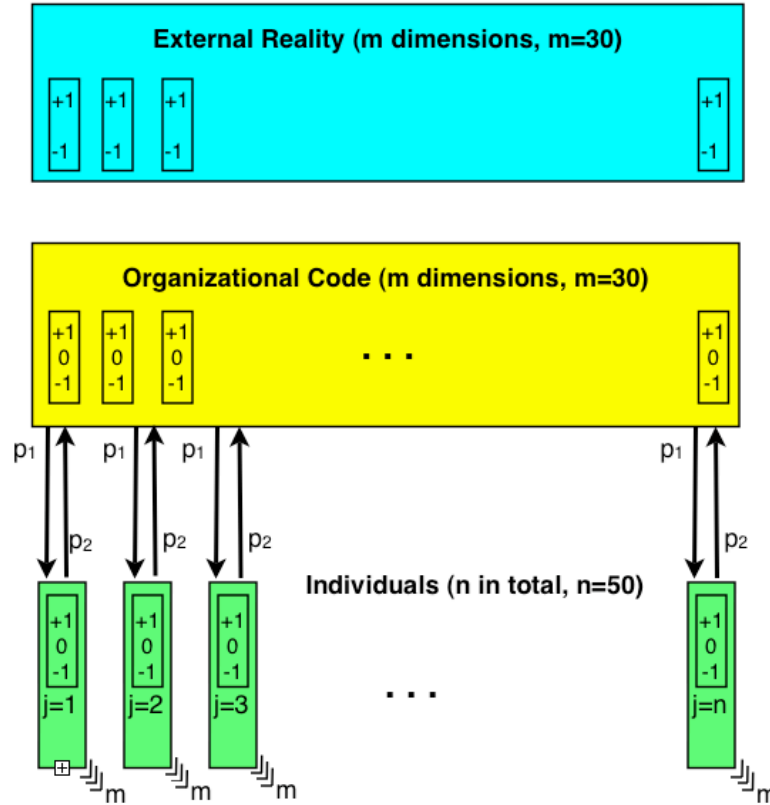 External Reality (m dimensions, m=30)
+1 +1 +1 +1
-1 -1 -1 -1
Organizational Code (m dimensions, m=30)
+1 +1 +1 +1
0 0 0 . . . 0
-1 -1 -1 -1
p1 p1 p1 p1
p2 p2 p2 p2
Individuals (n in total, n=50)
+1 +1 +1 +1
0 0 0 0
-1 -1 -1 -1
j=1 j=2 j=3 . . . j=n
m m m m